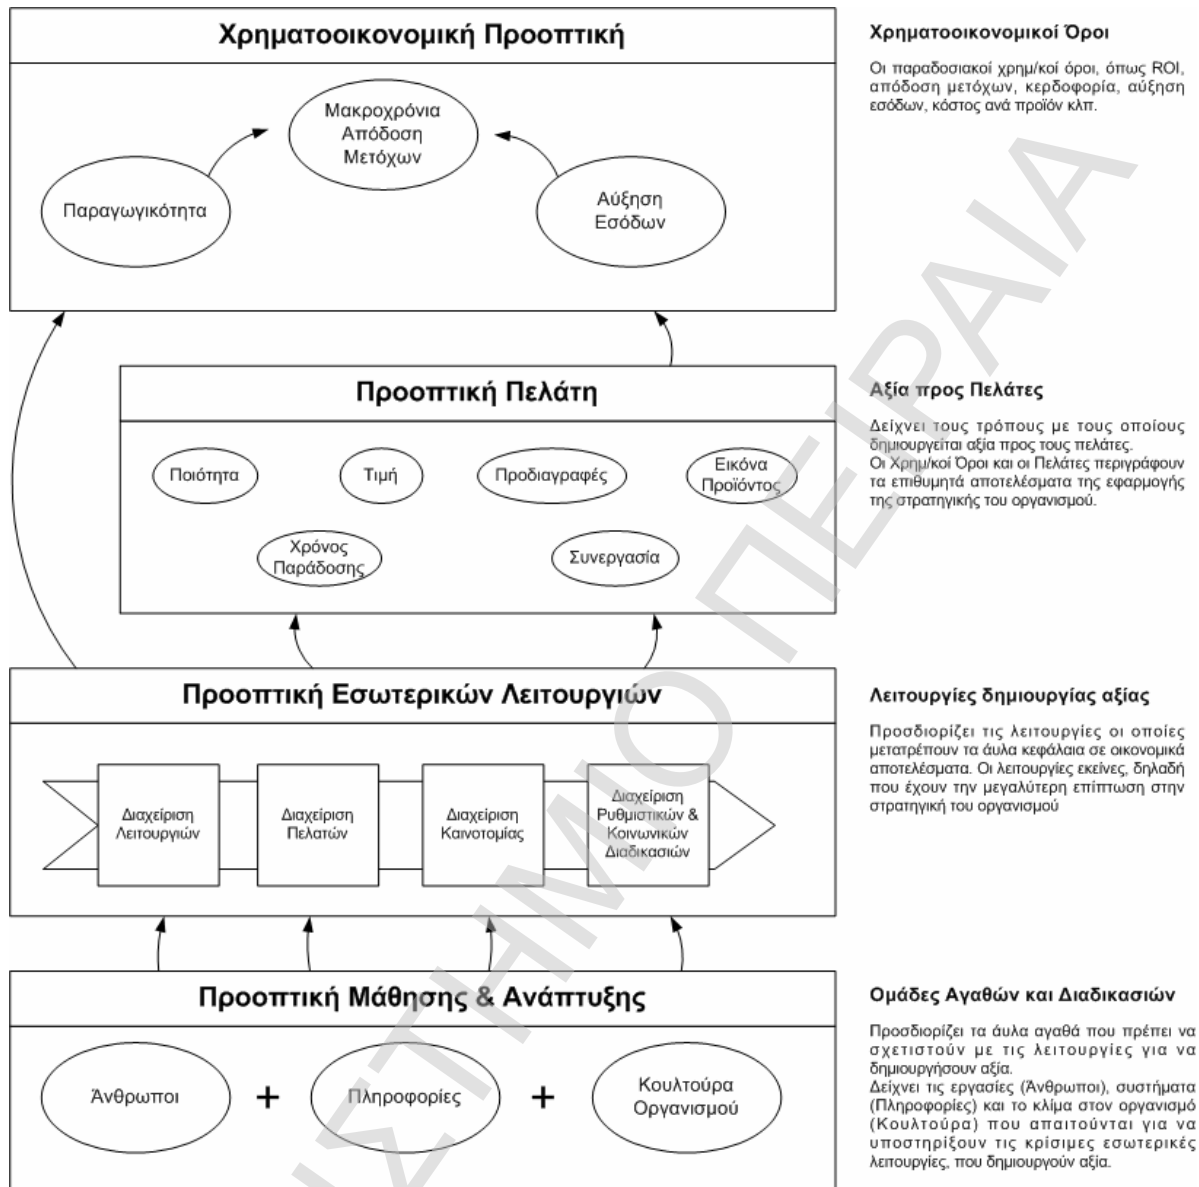 Χρηματοοικονομική Προοπτική
Μακροχρόνια
Απόδοση
Μετόχων
Παραγωγικότητα
Αύξηση
Εσόδων
Χρηματοοικονομικοί Όροι
Οι παραδοσιακοί χρημ/κοί όροι, όπως ROI,
απόδοση μετόχων, κερδοφορία, αύξηση
εσόδων, κόστος ανά προϊόν κλπ.
Προοπτική Πελάτη
Ποιότητα
Τιμή
Προδιαγραφές
Εικόνα
Προϊόντος
Χρόνος
Παράδοσης
Συνεργασία
Αξία προς Πελάτες
Δείχνει τους τρόπους με τους οποίους
δημιουργείται αξία προς τους πελάτες.
Οι Χρημ/κοί Όροι και οι Πελάτες περιγράφουν
τα επιθυμητά αποτελέσματα της εφαρμογής
της στρατηγικής του οργανισμού.
Προοπτική Εσωτερικών Λειτουργιών
Διαχείριση
Λειτουργιών
Διαχείριση
Πελατών
Διαχείριση
Καινοτομίας
Διαχείριση
Ρυθμιστικών &
Κοινωνικών
Διαδικασιών
Λειτουργίες δημιουργίας αξίας
Προσδιορίζει τις λειτουργίες οι οποίες
μετατρέπουν τα άυλα κεφάλαια σε οικονομικά
αποτελέσματα. Οι λειτουργίες εκείνες, δηλαδή
που έχουν την μεγαλύτερη επίπτωση στην
στρατηγική του οργανισμού
Προοπτική Μάθησης & Ανάπτυξης
Άνθρωποι
+
Πληροφορίες
+
Κουλτούρα
Οργανισμού
Ομάδες Αγαθών και Διαδικασιών
Προσδιορίζει τα άυλα αγαθά που πρέπει να
σχετιστούν με τις λειτουργίες για να
δημιουργήσουν αξία.
Δείχνει τις εργασίες (Άνθρωποι), συστήματα
(Πληροφορίες) και το κλίμα στον οργανισμό
(Κουλτούρα) που απαιτούνται για να
υποστηρίξουν τις κρίσιμες εσωτερικές
λειτουργίες, που δημιουργούν αξία.
ΗΣΤΗΜΙΟ ΠΕΙΡΑΙΑ